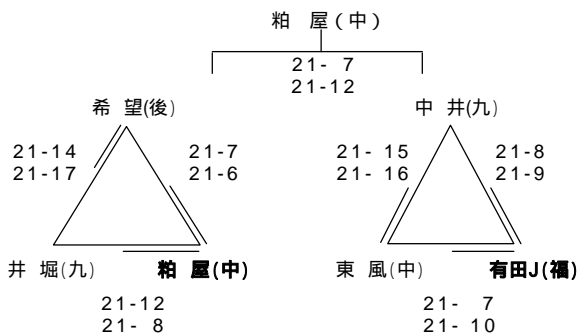 粕 屋(中)
21- 7
21-12
希 望(後)
中 井(九)
21-14
21-17
21-7
21-6
21- 15
21- 16
21-8
21-9
井 堀(九)
粕 屋(中)
東 風(中)
有田J(福)
21-12
21- 8
21- 7
21- 10